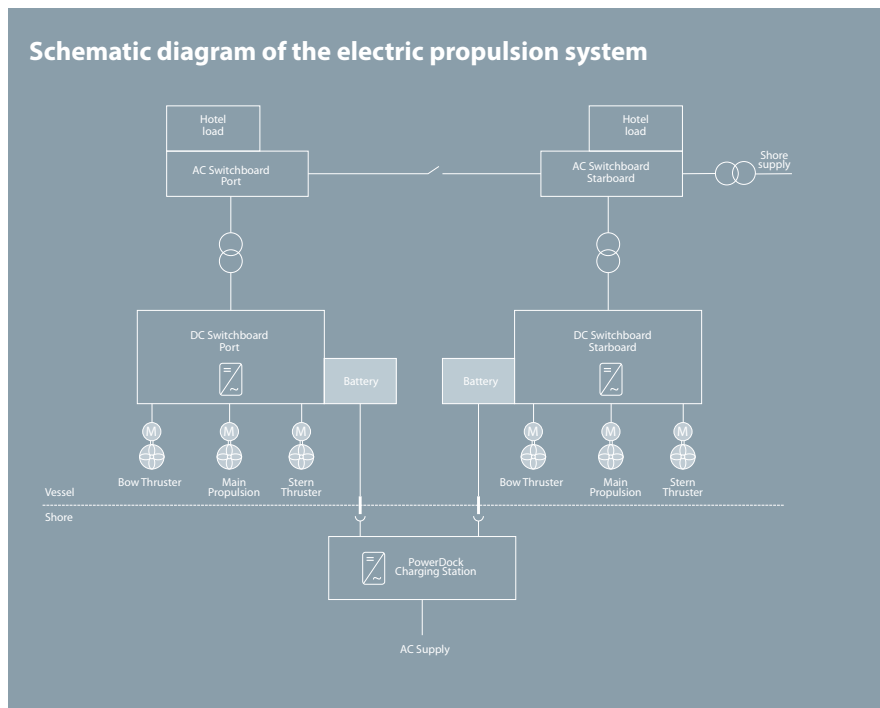 Schematic diagram of the electric propulsion system
Hotel
load
Hotel
load
AC Switchboard
Port
AC Switchboard
Starboard
Shore
supply
DC Switchboard
Port
DC Switchboard
Starboard
Battery
Battery
M
M
M
M
M
M
Bow Thruster
Main
Propulsion
Stern
Thruster
Bow Thruster
Main
Propulsion
Stern
Thruster
Vessel
Shore
PowerDock
Charging Station
AC Supply